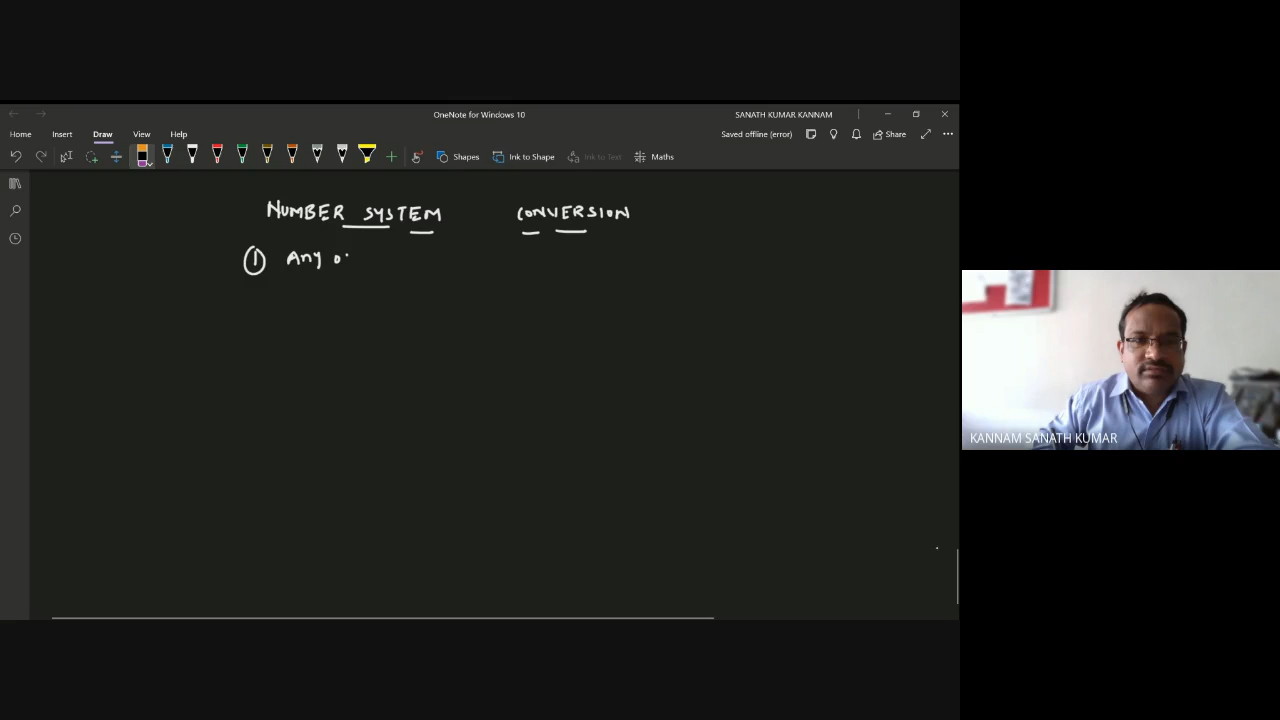 OneNote for Windows 10
SANATH KUMAR KANNAM
Home Insert Draw View Help
Saved offline (error) Share
Shapes Ink to Shape Ink to Text Maths
NUMBER SYSTEM CONVERSION
① Any
KANNAM SANATH KUMAR